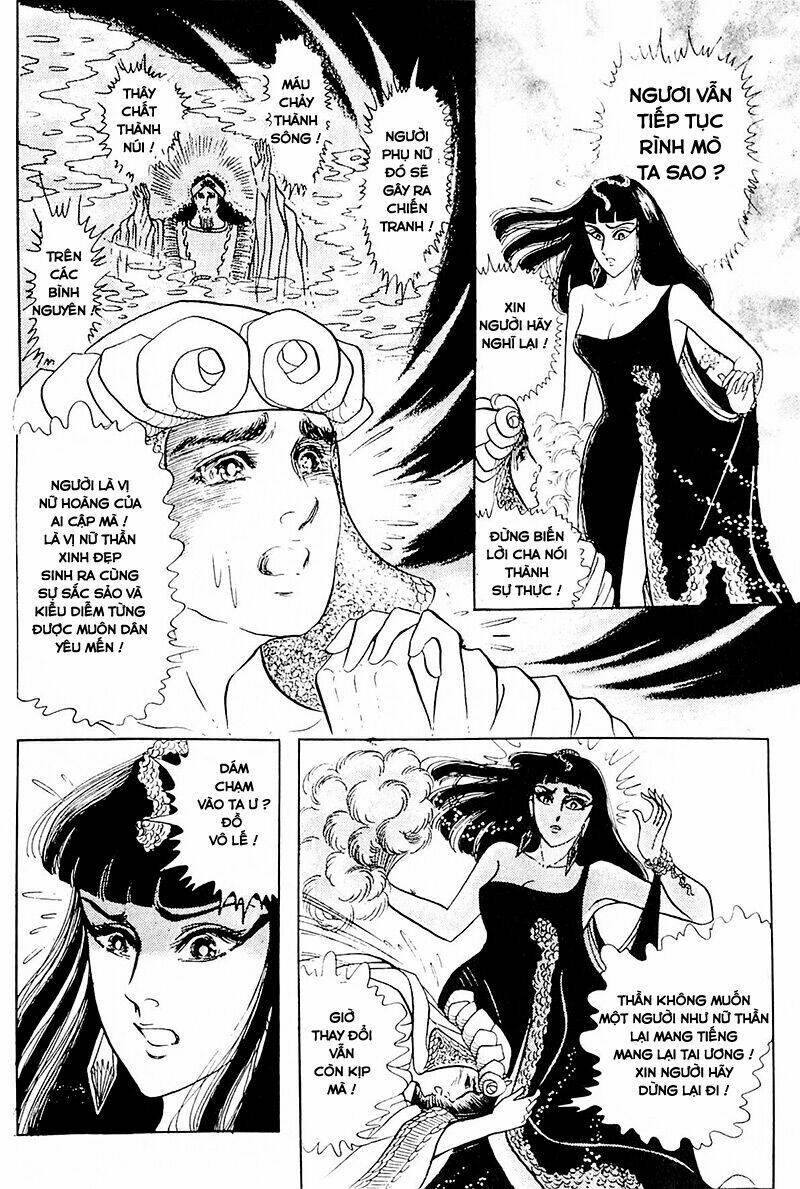 NGƯƠI VẪN
TIẾP TỤC
RÌNH MÒ
TA SAO ?
XIN
NGƯỜI HÃY
NGHĨ LẠI !
ĐỪNG BIẾN
LỜI CHA NÓI
THÀNH
SỰ THỰC !
NGƯỜI
PHỤ NỮ
ĐÓ SẼ
GÂY RA
CHIẾN
TRANH !
MÁU
CHẢY
THÀNH
SÔNG !
THÂY
CHẤT
THÀNH
NÚI !
TRÊN
CÁC
BÌNH
NGUYÊN !
NGƯỜI LÀ VỊ
NỮ HOÀNG CỦA
AI CẬP MÀ !
LÀ VỊ NỮ THẦN
XINH ĐẸP
SINH RA CÙNG
SỰ SẮC SẢO VÀ
KIỀU DIỄM TỪNG
ĐƯỢC MUÔN DÂN
YÊU MẾN !
DÁM
CHẠM
VÀO TA Ư ?
ĐỒ
VÔ LỄ !
THẦN KHÔNG MUỐN
MỘT NGƯỜI NHƯ NỮ THẦN
LẠI MANG TIẾNG
MANG LẠI TAI ƯƠNG !
XIN NGƯỜI HÃY
DỪNG LẠI ĐI !
GIỜ
THAY ĐỔI
VẪN
CÒN KỊP
MÀ !